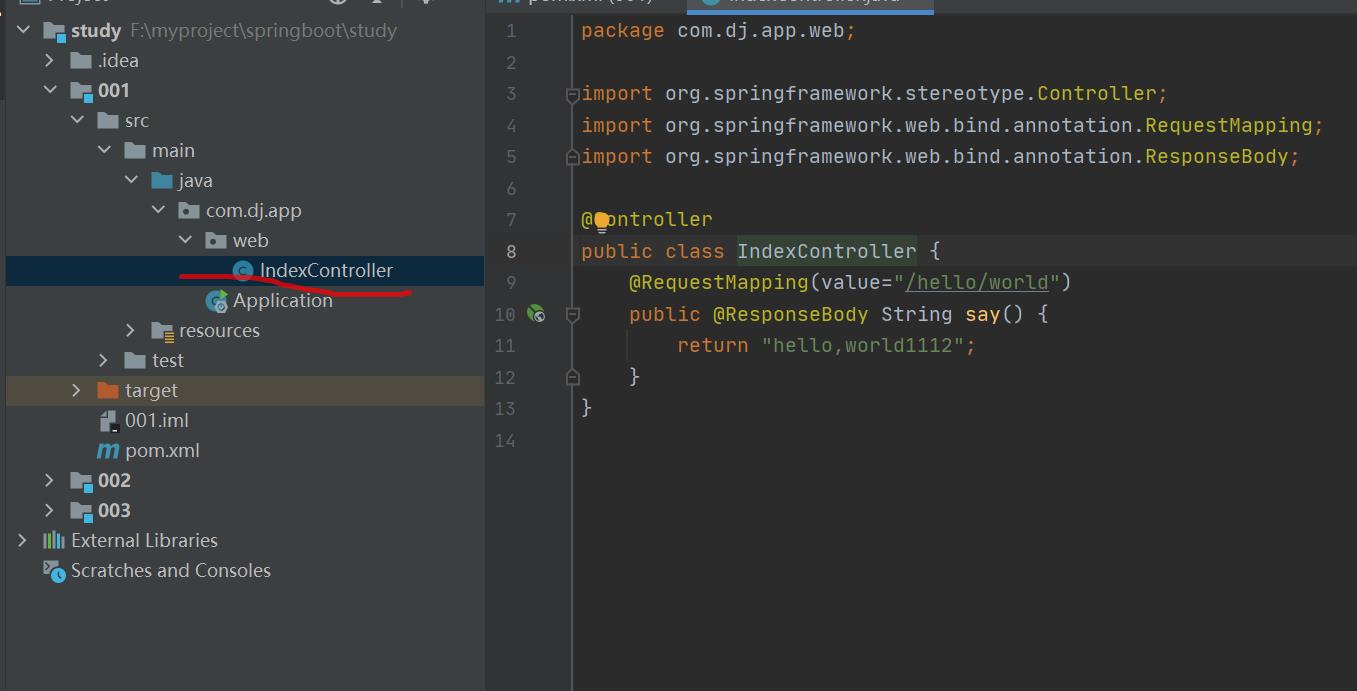 study F:\myproject\springboot\study
.idea
001
src
main
java
com.dj.app
web
IndexController
Application
resources
test
target
001.iml
pom.xml
002
003
External Libraries
Scratches and Consoles
1 package com.dj.app.web;
2
3 import org.springframework.stereotype.Controller;
4 import org.springframework.web.bind.annotation.RequestMapping;
5 import org.springframework.web.bind.annotation.ResponseBody;
6
7 @Controller
8 public class IndexController {
9 @RequestMapping(value="/hello/world")
10 public @ResponseBody String say() {
11 return "hello,world1112";
12 }
13 }
14